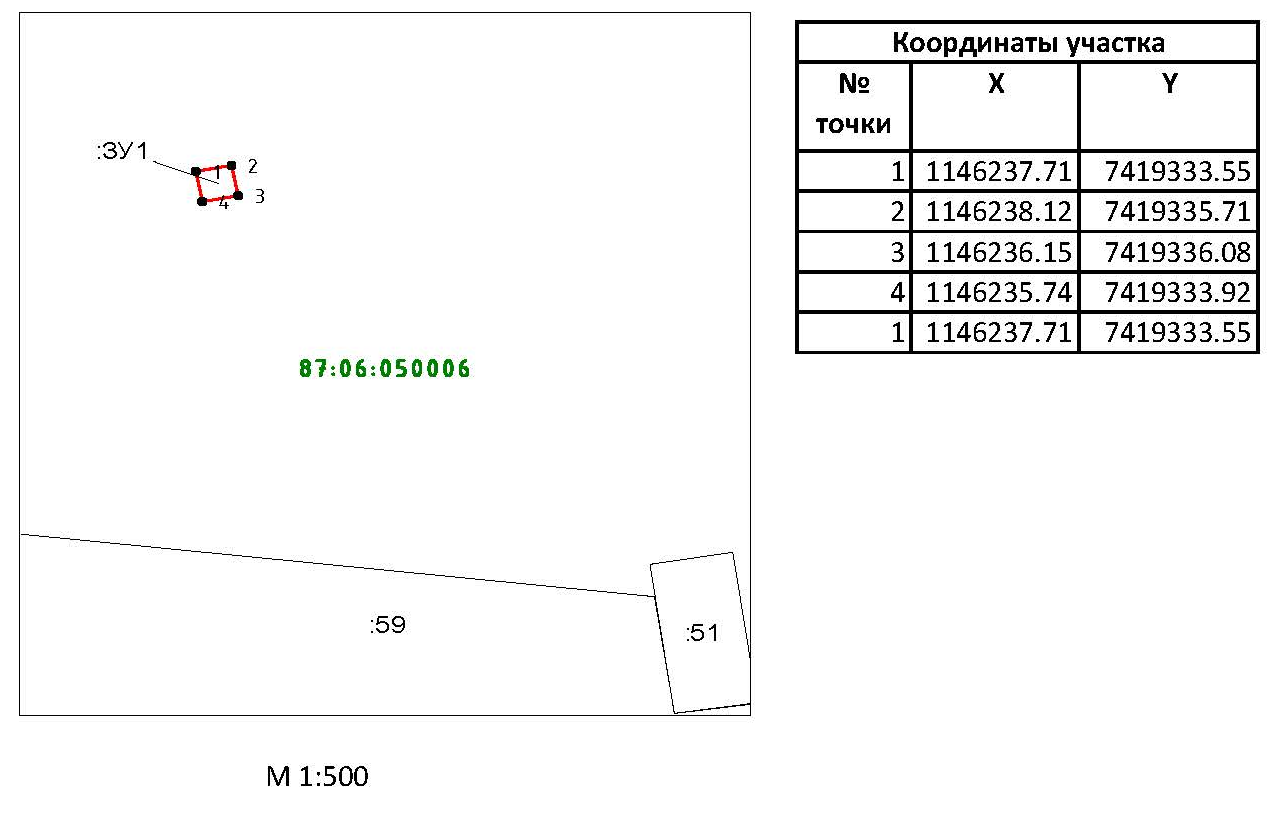 :ЗУ1
1
2
3
4
87:06:050006
:59
:51
М 1:500
Координаты участка
№ точки X Y
1 1146237.71 7419333.55
2 1146238.12 7419335.71
3 1146236.15 7419336.08
4 1146235.74 7419333.92
1 1146237.71 7419333.55